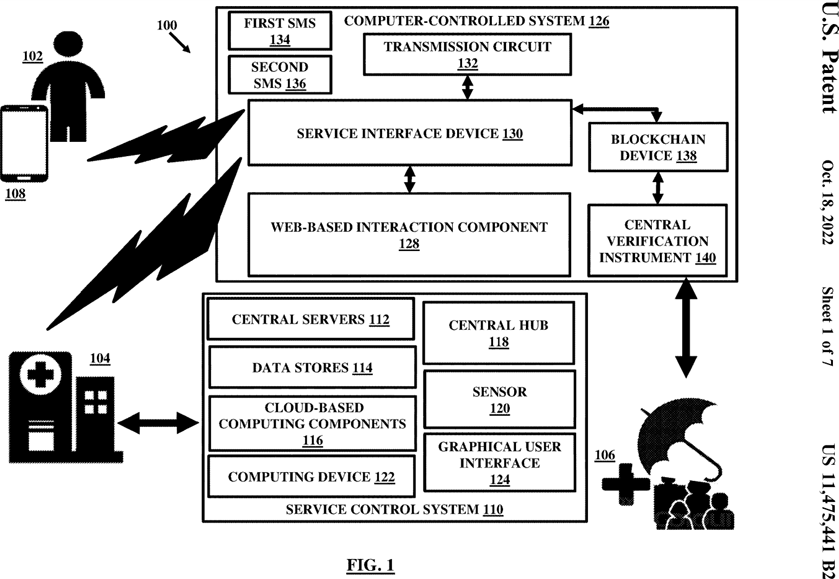 U.S. Patent
Oct. 18, 2022
Sheet 1 of 7
US 11,475,441 B2
100
102
108
COMPUTER-CONTROLLED SYSTEM 126
FIRST SMS
134
SECOND
SMS 136
TRANSMISSION CIRCUIT
132
SERVICE INTERFACE DEVICE 130
BLOCKCHAIN
DEVICE 138
WEB-BASED INTERACTION COMPONENT
128
CENTRAL
VERIFICATION
INSTRUMENT 140
104
CENTRAL SERVERS 112
DATA STORES 114
CLOUD-BASED
COMPUTING COMPONENTS
116
COMPUTING DEVICE 122
CENTRAL HUB
118
SENSOR
120
GRAPHICAL USER
INTERFACE
124
SERVICE CONTROL SYSTEM 110
106
FIG. 1